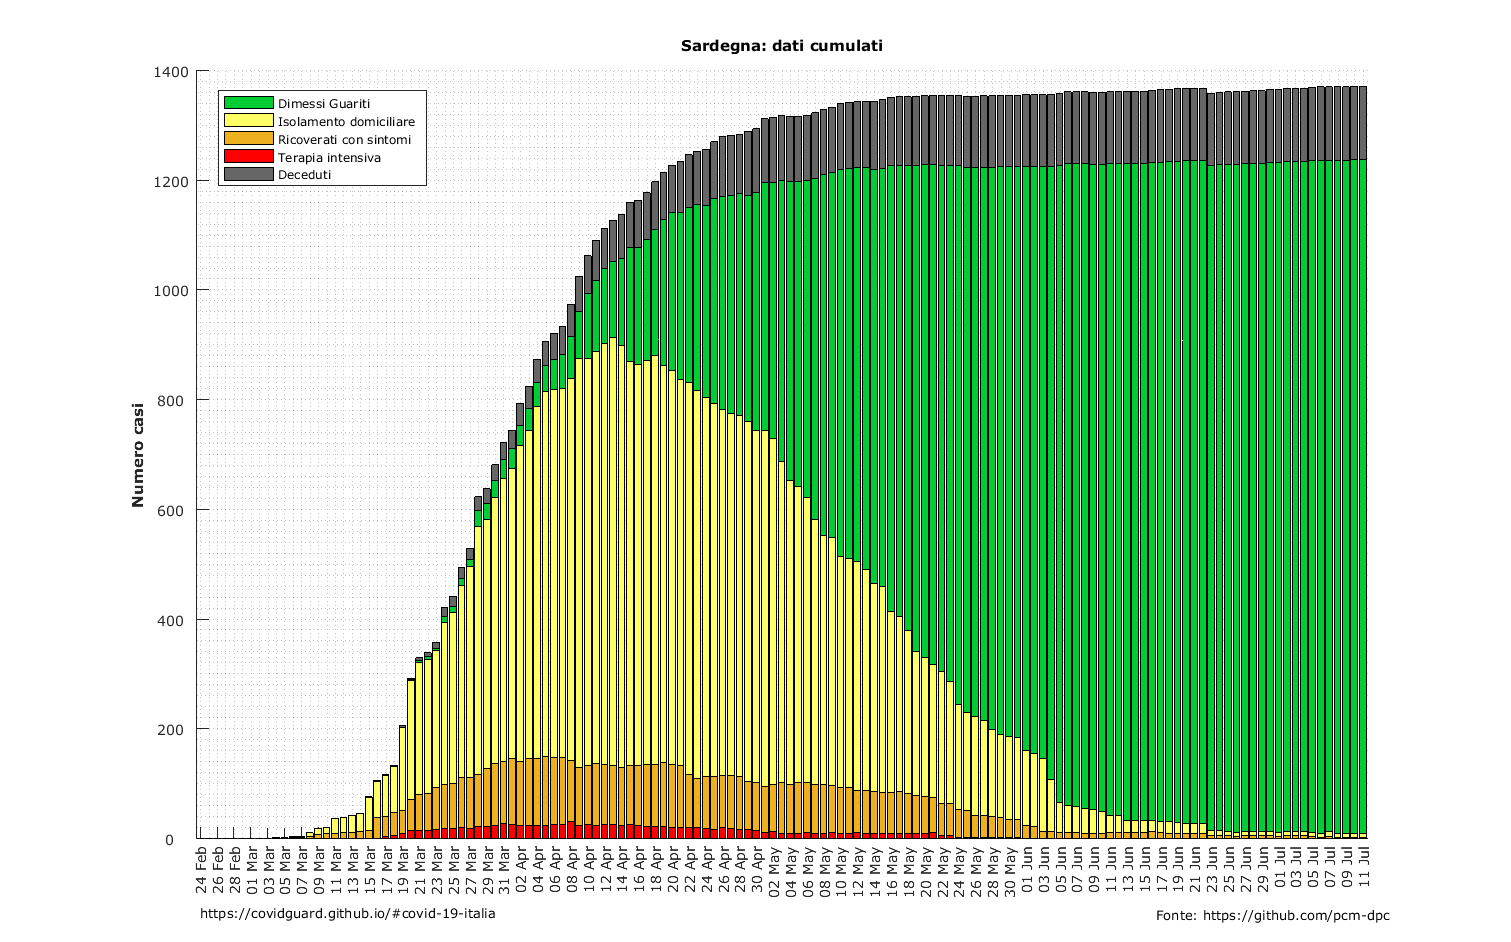 Sardegna: dati cumulati
1400
1200
1000
800
600
400
200
0
Numero casi
Dimessi Guariti
Isolamento domiciliare
Ricoverati con sintomi
Terapia intensiva
Deceduti
24 Feb
26 Feb
28 Feb
01 Mar
03 Mar
05 Mar
07 Mar
09 Mar
11 Mar
13 Mar
15 Mar
17 Mar
19 Mar
21 Mar
23 Mar
25 Mar
27 Mar
29 Mar
31 Mar
02 Apr
04 Apr
06 Apr
08 Apr
10 Apr
12 Apr
14 Apr
16 Apr
18 Apr
20 Apr
22 Apr
24 Apr
26 Apr
28 Apr
30 Apr
02 May
04 May
06 May
08 May
10 May
12 May
14 May
16 May
18 May
20 May
22 May
24 May
26 May
28 May
30 May
01 Jun
03 Jun
05 Jun
07 Jun
09 Jun
11 Jun
13 Jun
15 Jun
17 Jun
19 Jun
21 Jun
23 Jun
25 Jun
27 Jun
29 Jun
01 Jul
03 Jul
05 Jul
07 Jul
09 Jul
11 Jul
https://covidguard.github.io/#covid-19-italia
Fonte: https://github.com/pcm-dpc